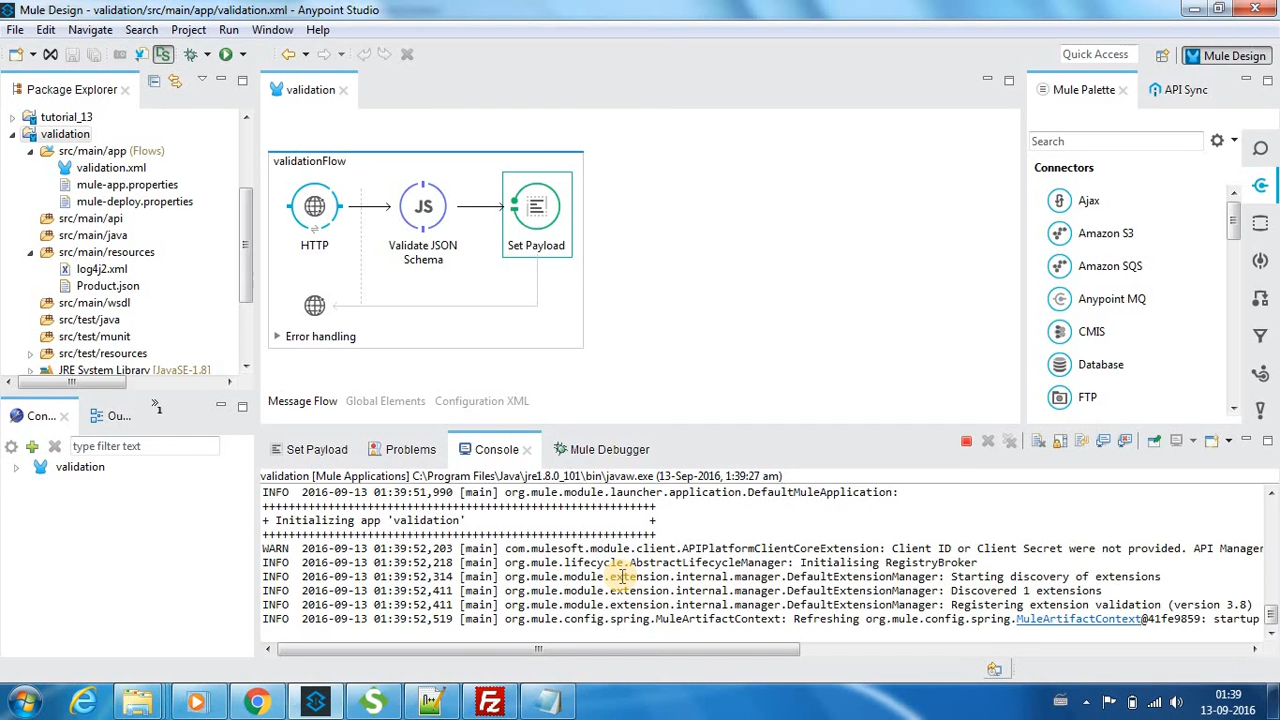 Mule Design - validation/src/main/app/validation.xml - Anypoint Studio
File Edit Navigate Search Project Run Window Help
Quick Access
Mule Design
Package Explorer
tutorial_13
validation
src/main/app (Flows)
validation.xml
mule-app.properties
mule-deploy.properties
src/main/api
src/main/java
src/main/resources
log4j2.xml
Product.json
src/main/wsdl
src/test/java
src/test/munit
src/test/resources
JRE System Library [JavaSE-1.8]
validation
validationFlow
HTTP
JS
Validate JSON Schema
Set Payload
Error handling
Message Flow Global Elements Configuration XML
Mule Palette
API Sync
Search
Connectors
Ajax
Amazon S3
Amazon SQS
Anypoint MQ
CMIS
Database
FTP
Con...
Ou...
1
type filter text
validation
Set Payload
Problems
Console
Mule Debugger
validation [Mule Applications] C:\Program Files\Java\jre1.8.0_101\bin\javaw.exe (13-Sep-2016, 1:39:27 am)
INFO 2016-09-13 01:39:51,990 [main] org.mule.module.launcher.application.DefaultMuleApplication:
++++++++++++++++++++++++++++++++++++++++++++++++++++++++++++
+ Initializing app 'validation' +
++++++++++++++++++++++++++++++++++++++++++++++++++++++++++++
WARN 2016-09-13 01:39:52,203 [main] com.mulesoft.module.client.APIPlatformClientCoreExtension: Client ID or Client Secret were not provided. API Manager
INFO 2016-09-13 01:39:52,218 [main] org.mule.lifecycle.AbstractLifecycleManager: Initialising RegistryBroker
INFO 2016-09-13 01:39:52,314 [main] org.mule.module.extension.internal.manager.DefaultExtensionManager: Starting discovery of extensions
INFO 2016-09-13 01:39:52,411 [main] org.mule.module.extension.internal.manager.DefaultExtensionManager: Discovered 1 extensions
INFO 2016-09-13 01:39:52,411 [main] org.mule.module.extension.internal.manager.DefaultExtensionManager: Registering extension validation (version 3.8)
INFO 2016-09-13 01:39:52,519 [main] org.mule.config.spring.MuleArtifactContext: Refreshing org.mule.config.spring.MuleArtifactContext@41fe9859: startup
01:39
13-09-2016